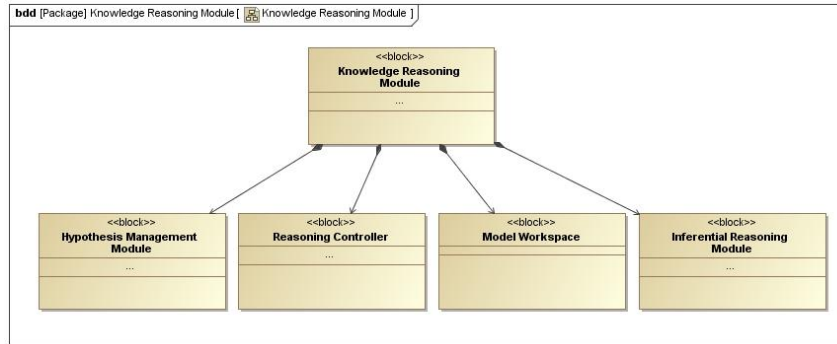 bdd [Package] Knowledge Reasoning Module [ Knowledge Reasoning Module ]
<<block>>
Knowledge Reasoning
Module
...
<<block>>
Hypothesis Management
Module
...
<<block>>
Reasoning Controller
...
<<block>>
Model Workspace
<<block>>
Inferential Reasoning
Module
...